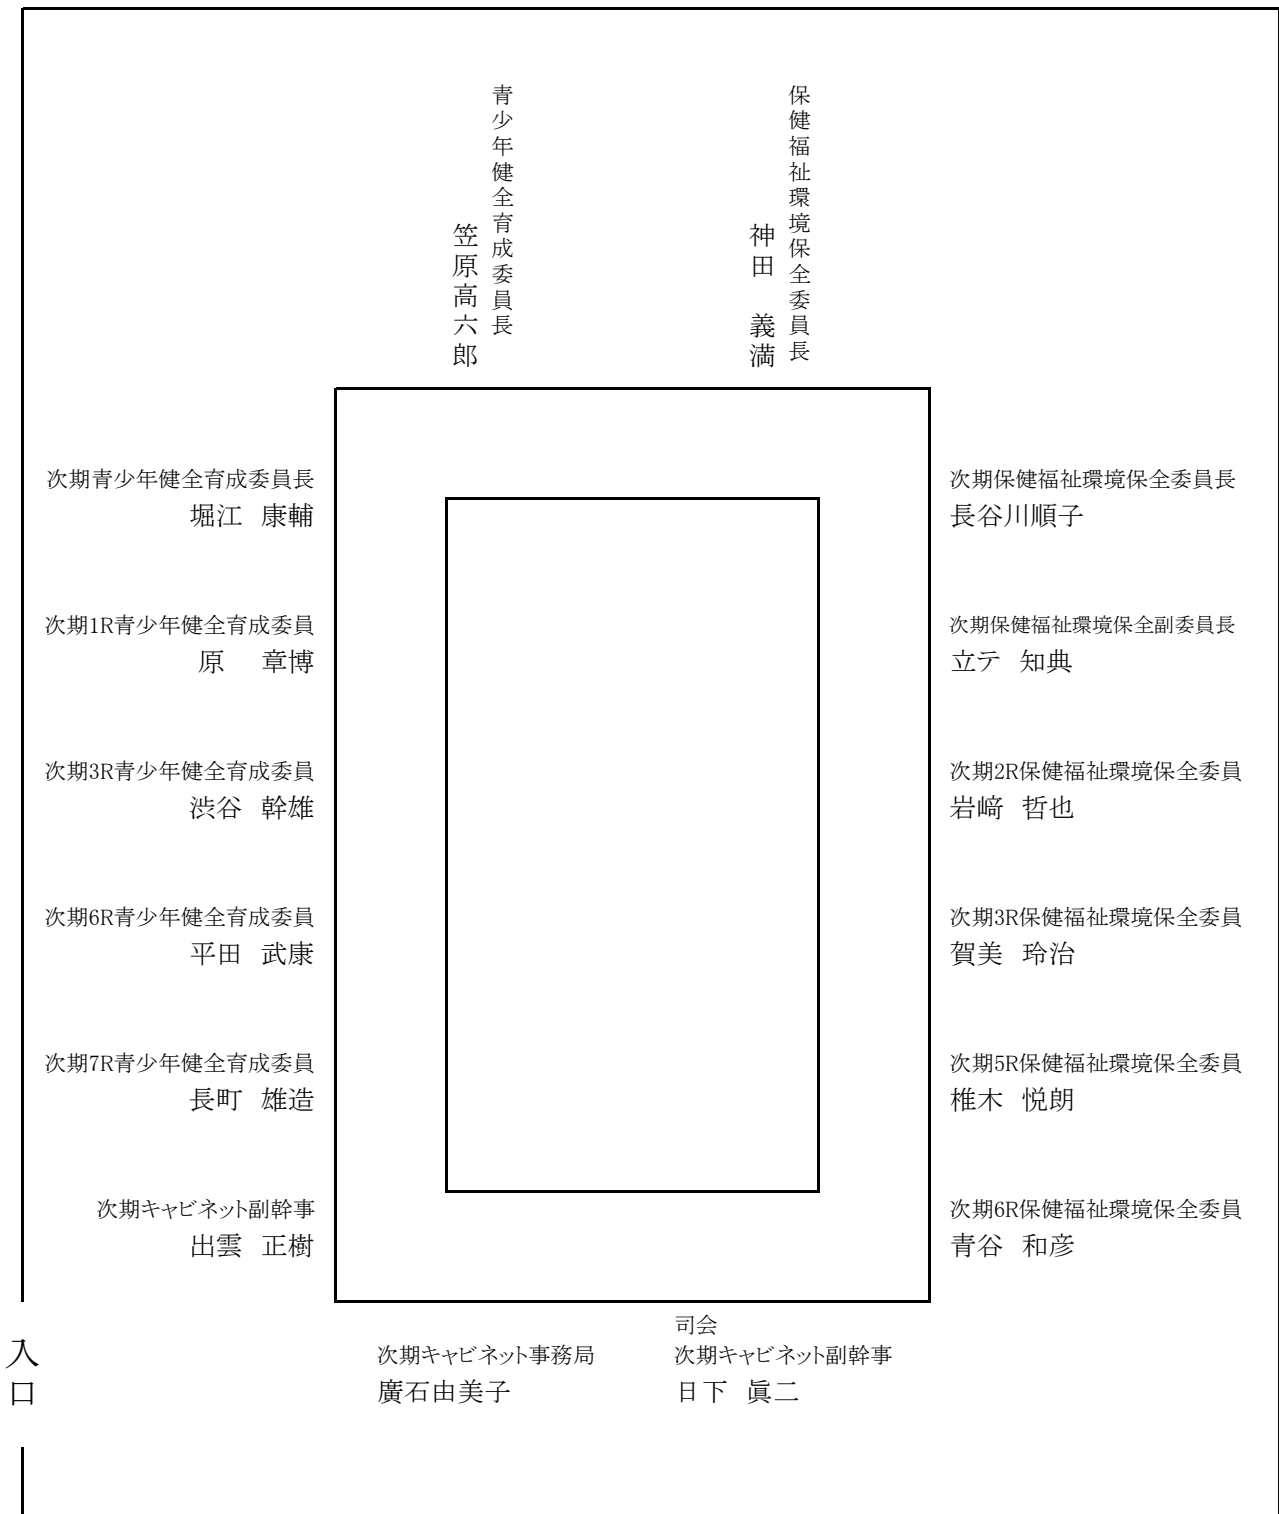 保健福祉環境保全委員長
神田　義満
青少年健全育成委員長
笠原高六郎
次期青少年健全育成委員長
堀江　康輔
次期保健福祉環境保全委員長
長谷川順子
次期1R青少年健全育成委員
原　章博
次期保健福祉環境保全副委員長
立テ　知典
次期3R青少年健全育成委員
渋谷　幹雄
次期2R保健福祉環境保全委員
岩﨑　哲也
次期6R青少年健全育成委員
平田　武康
次期3R保健福祉環境保全委員
賀美　玲治
次期7R青少年健全育成委員
長町　雄造
次期5R保健福祉環境保全委員
椎木　悦朗
次期キャビネット副幹事
出雲　正樹
次期6R保健福祉環境保全委員
青谷　和彦
入口
次期キャビネット事務局
廣石由美子
司会
次期キャビネット副幹事
日下　眞二